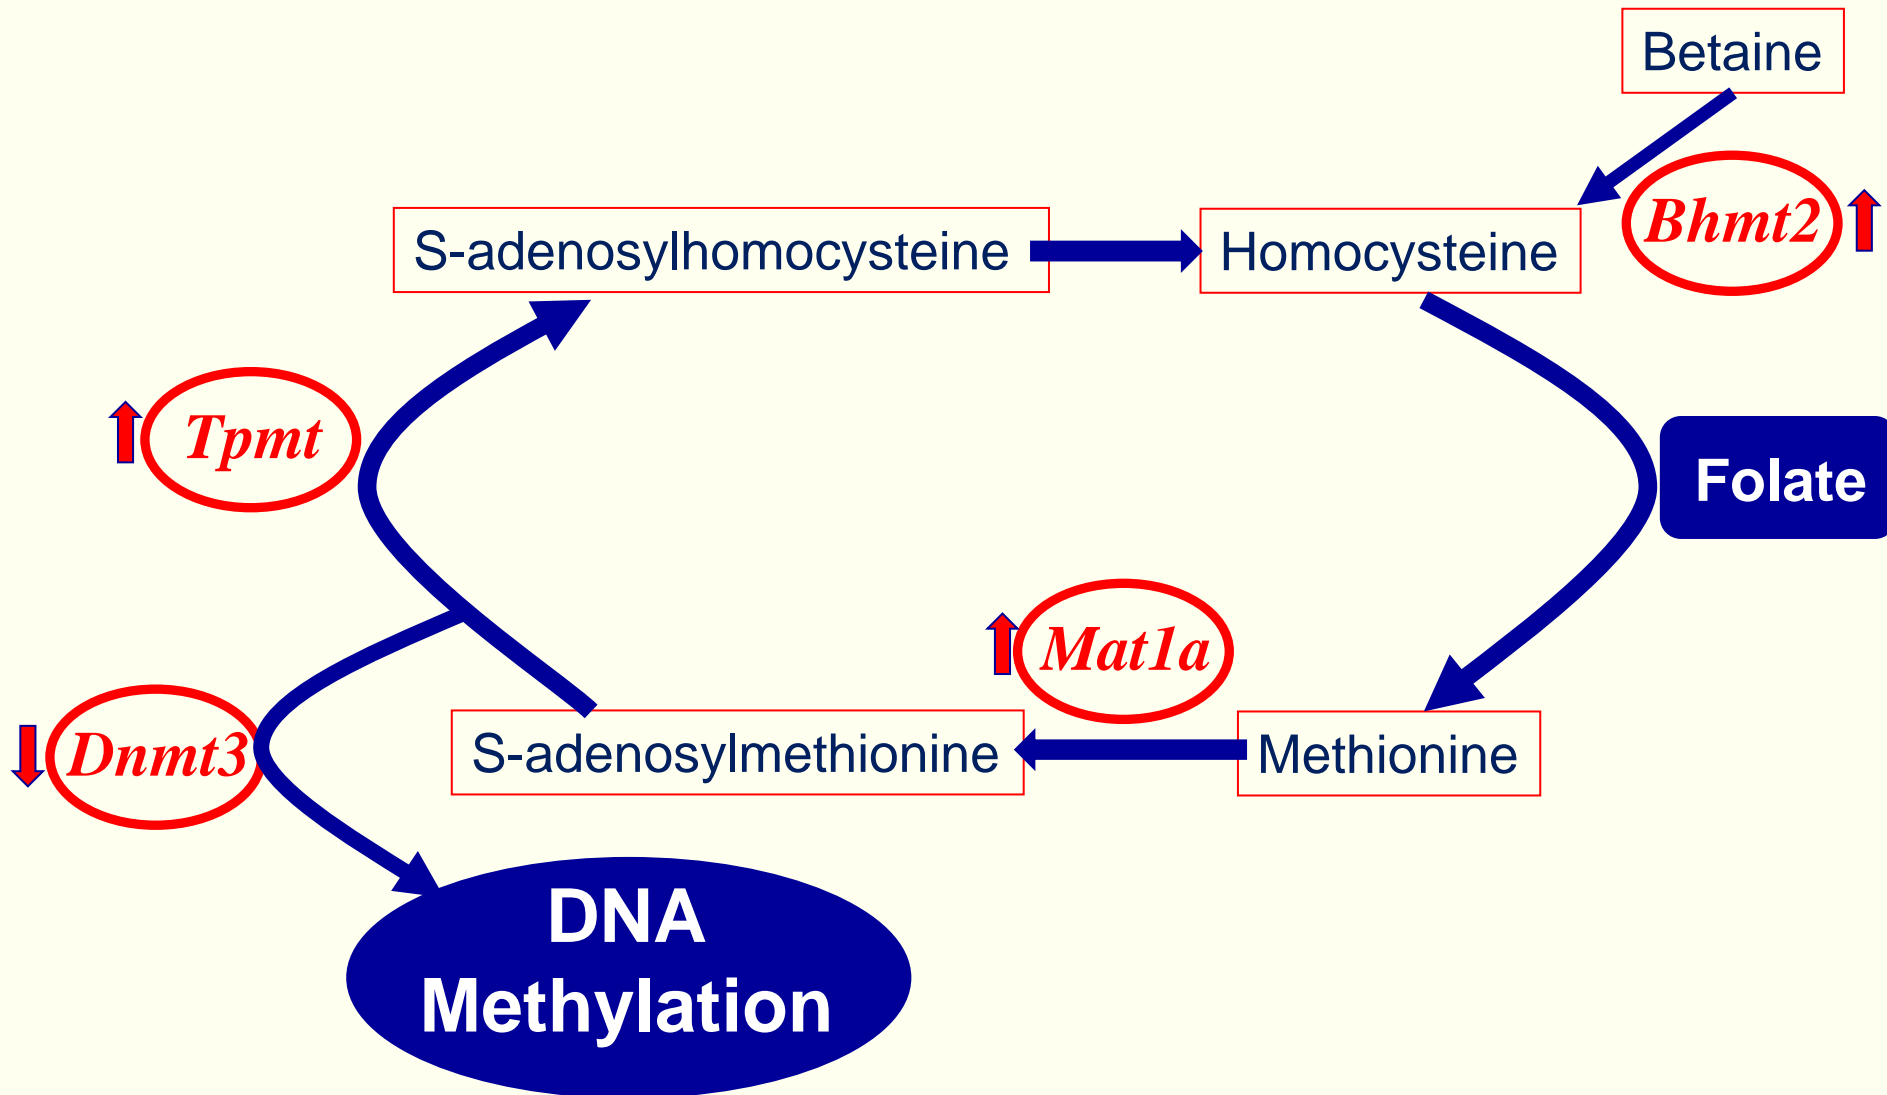 Betaine
Bhmt2
S-adenosylhomocysteine
Homocysteine
Tpmt
Folate
Mat1a
Dnmt3
S-adenosylmethionine
Methionine
DNA
Methylation